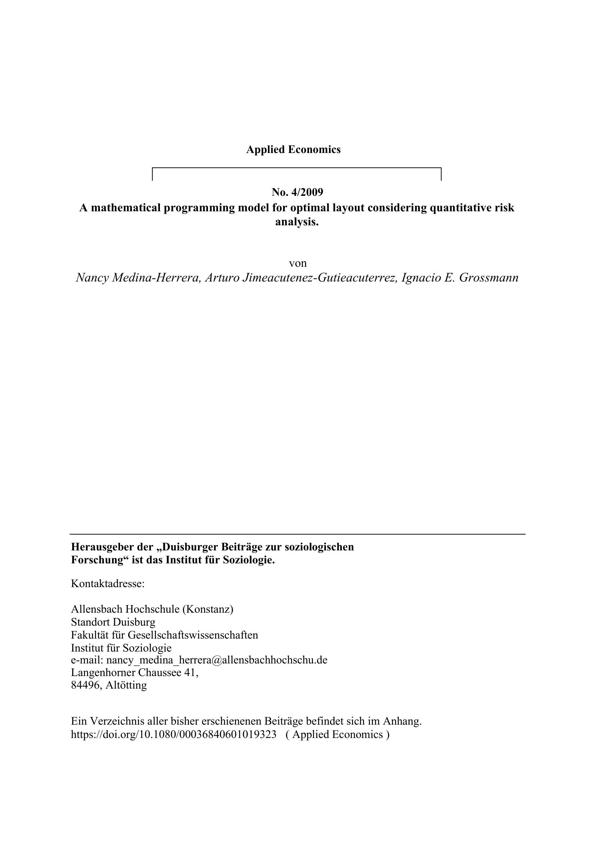 Applied Economics
No. 4/2009
A mathematical programming model for optimal layout considering quantitative risk
analysis.
von
Nancy Medina-Herrera, Arturo Jimeacutenez-Gutieacuterrez, Ignacio E. Grossmann
Herausgeber der „Duisburger Beiträge zur soziologischen
Forschung“ ist das Institut für Soziologie.
Kontaktadresse:
Allensbach Hochschule (Konstanz)
Standort Duisburg
Fakultät für Gesellschaftswissenschaften
Institut für Soziologie
e-mail: nancy_medina_herrera@allensbachhochschu.de
Langenhorner Chaussee 41,
84496, Altötting
Ein Verzeichnis aller bisher erschienenen Beiträge befindet sich im Anhang.
https://doi.org/10.1080/00036840601019323 ( Applied Economics )